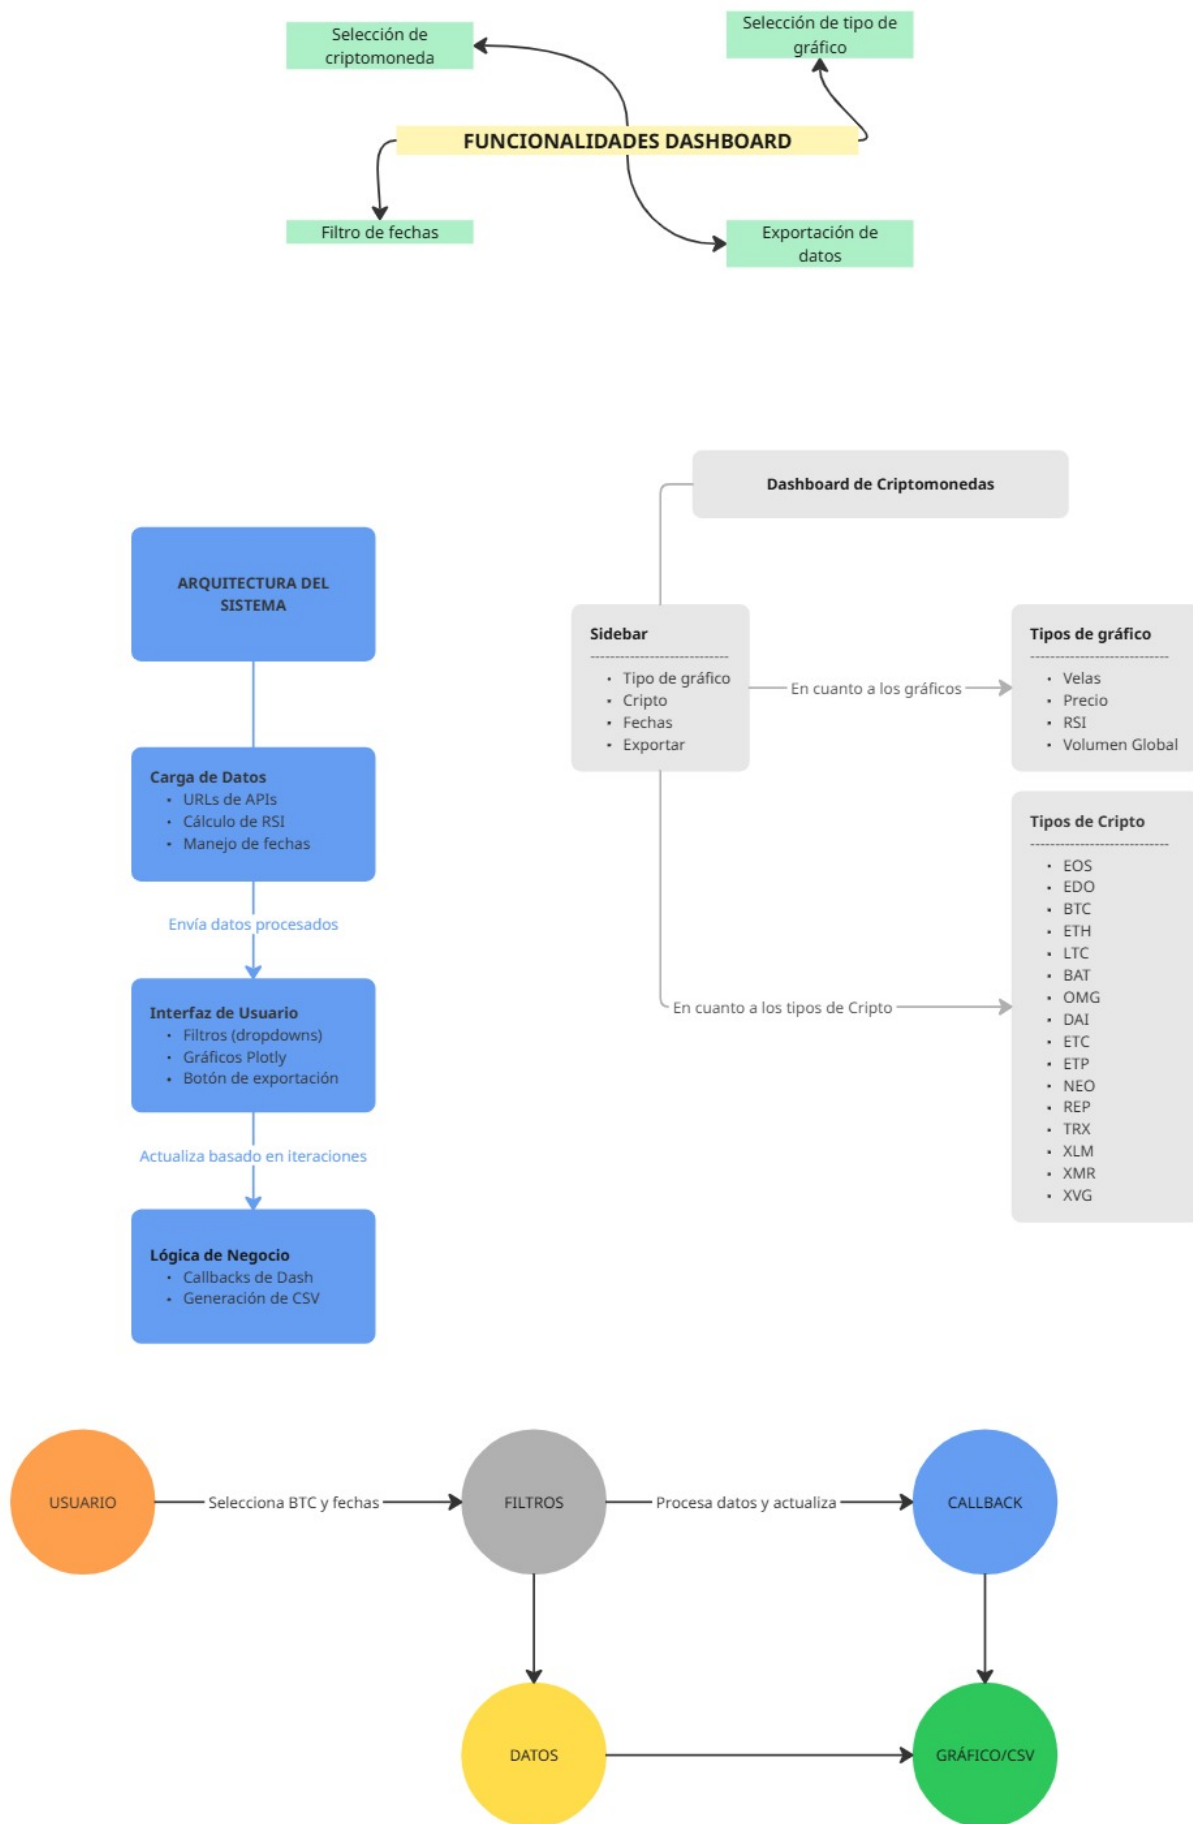 Selección de
criptomoneda
Selección de tipo de
gráfico
FUNCIONALIDADES DASHBOARD
Filtro de fechas
Exportación de
datos
Dashboard de Criptomonedas
ARQUITECTURA DEL
SISTEMA
Carga de Datos
• URLs de APIs
• Cálculo de RSI
• Manejo de fechas
Envía datos procesados
Interfaz de Usuario
• Filtros (dropdowns)
• Gráficos Plotly
• Botón de exportación
Actualiza basado en iteraciones
Lógica de Negocio
• Callbacks de Dash
• Generación de CSV
Sidebar
----------------------------
• Tipo de gráfico
• Cripto
• Fechas
• Exportar
En cuanto a los gráficos
Tipos de gráfico
----------------------------
• Velas
• Precio
• RSI
• Volumen Global
En cuanto a los tipos de Cripto
Tipos de Cripto
----------------------------
• EOS
• EDO
• BTC
• ETH
• LTC
• BAT
• OMG
• DAI
• ETC
• ETP
• NEO
• REP
• TRX
• XLM
• XMR
• XVG
USUARIO
Selecciona BTC y fechas
FILTROS
Procesa datos y actualiza
CALLBACK
DATOS
GRÁFICO/CSV